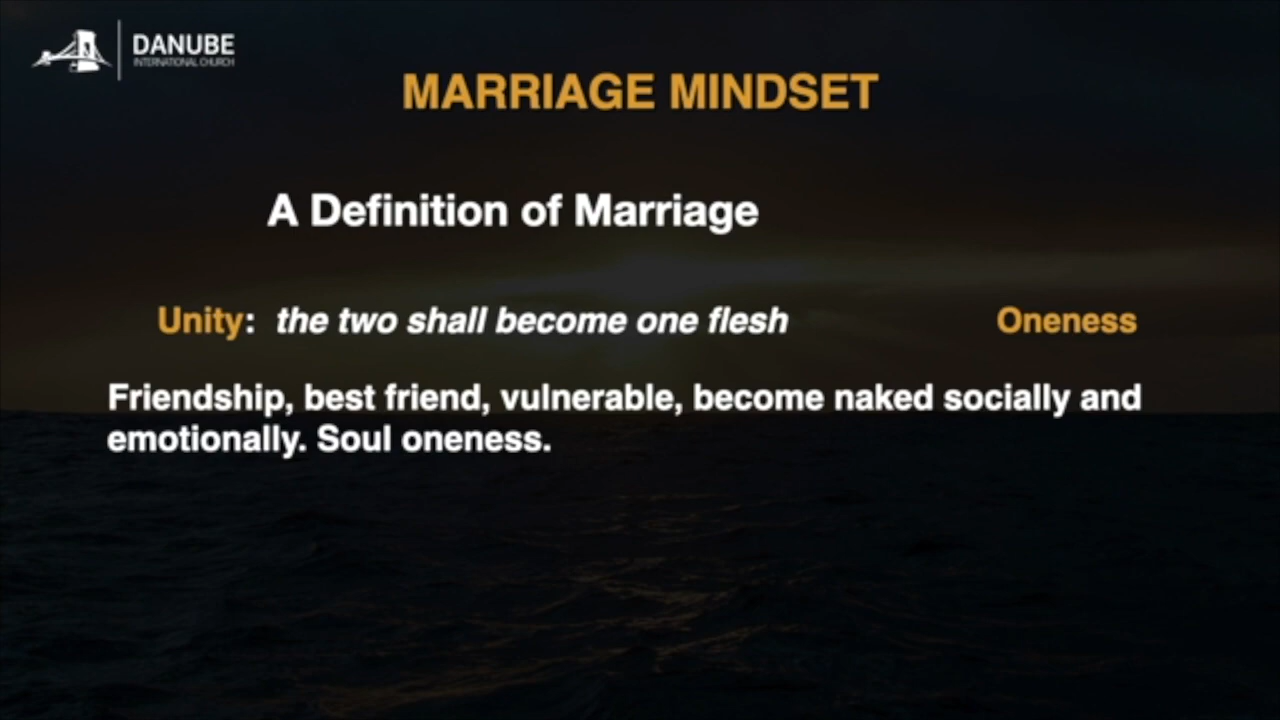 DANUBE
INTERNATIONAL CHURCH
MARRIAGE MINDSET
A Definition of Marriage
Unity: the two shall become one flesh Oneness
Friendship, best friend, vulnerable, become naked socially and
emotionally. Soul oneness.